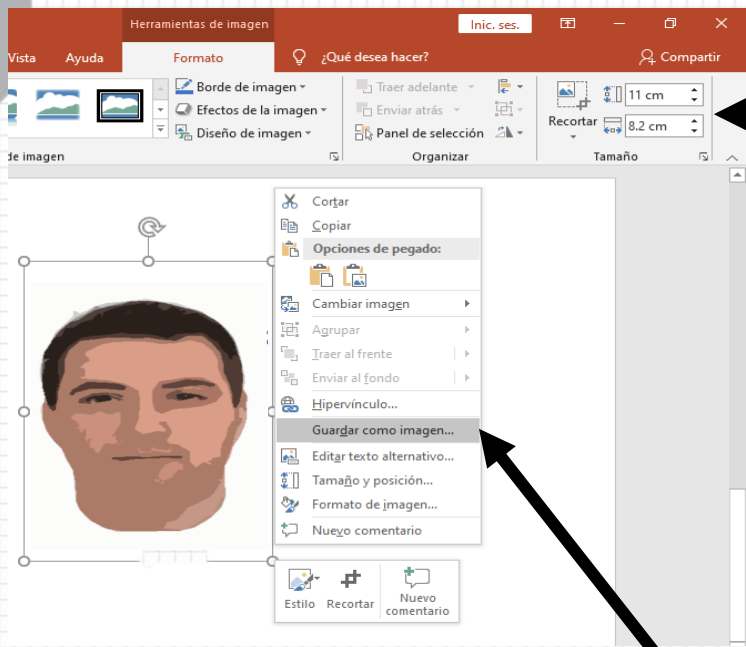 Herramientas de imagen
Inic. ses.
Vista
Ayuda
Formato
¿Qué desea hacer?
Compartir
Borde de imagen
Efectos de la imagen
Diseño de imagen
de imagen
Traer adelante
Enviar atrás
Panel de selección
Organizar
Recortar
11 cm
8.2 cm
Tamaño
Cortar
Copiar
Opciones de pegado:
Cambiar imagen
Agrupar
Traer al frente
Enviar al fondo
Hipervínculo...
Guardar como imagen...
Editar texto alternativo...
Tamaño y posición...
Formato de imagen...
Nuevo comentario
Estilo
Recortar
Nuevo
comentario